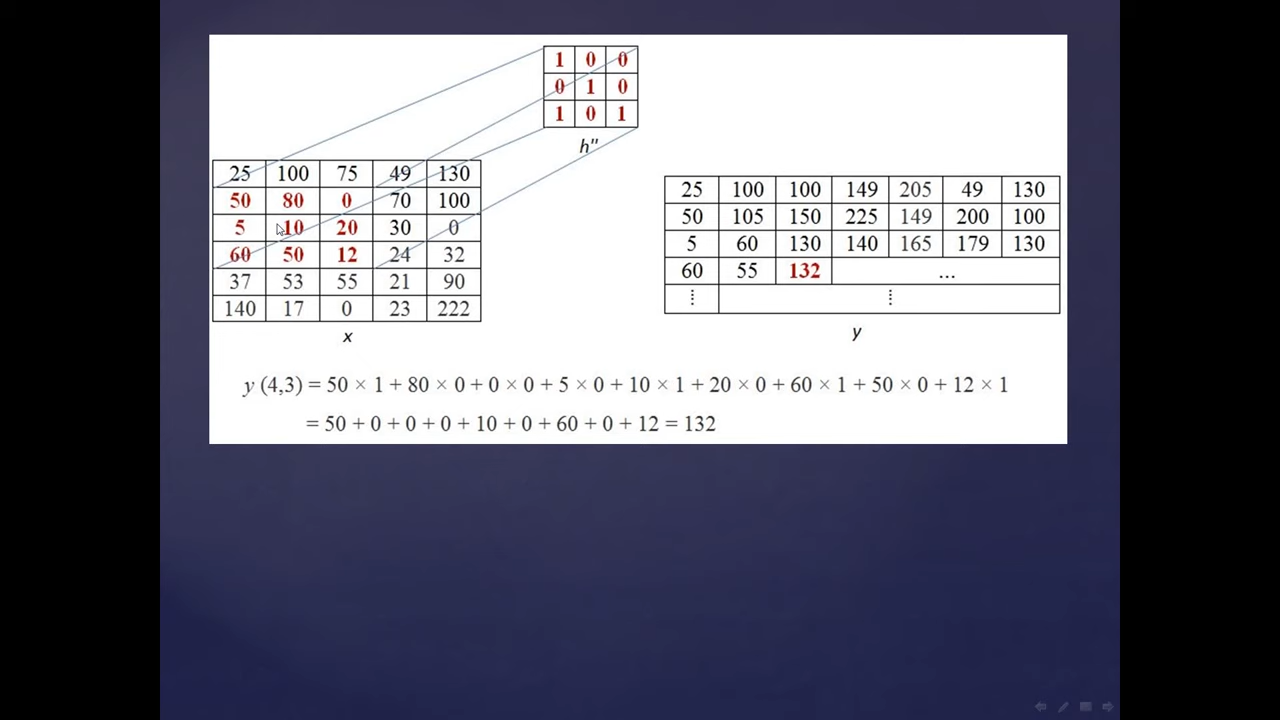 1 0 0
0 1 0
1 0 1
h"
25 100 75 49 130
50 80 0 70 100
5 10 20 30 0
60 50 12 24 32
37 53 55 21 90
140 17 0 23 222
x
25 100 100 149 205 49 130
50 105 150 225 149 200 100
5 60 130 140 165 179 130
60 55 132 ...
⋮ ⋮
y
y (4,3) = 50 × 1 + 80 × 0 + 0 × 0 + 5 × 0 + 10 × 1 + 20 × 0 + 60 × 1 + 50 × 0 + 12 × 1
= 50 + 0 + 0 + 0 + 10 + 0 + 60 + 0 + 12 = 132